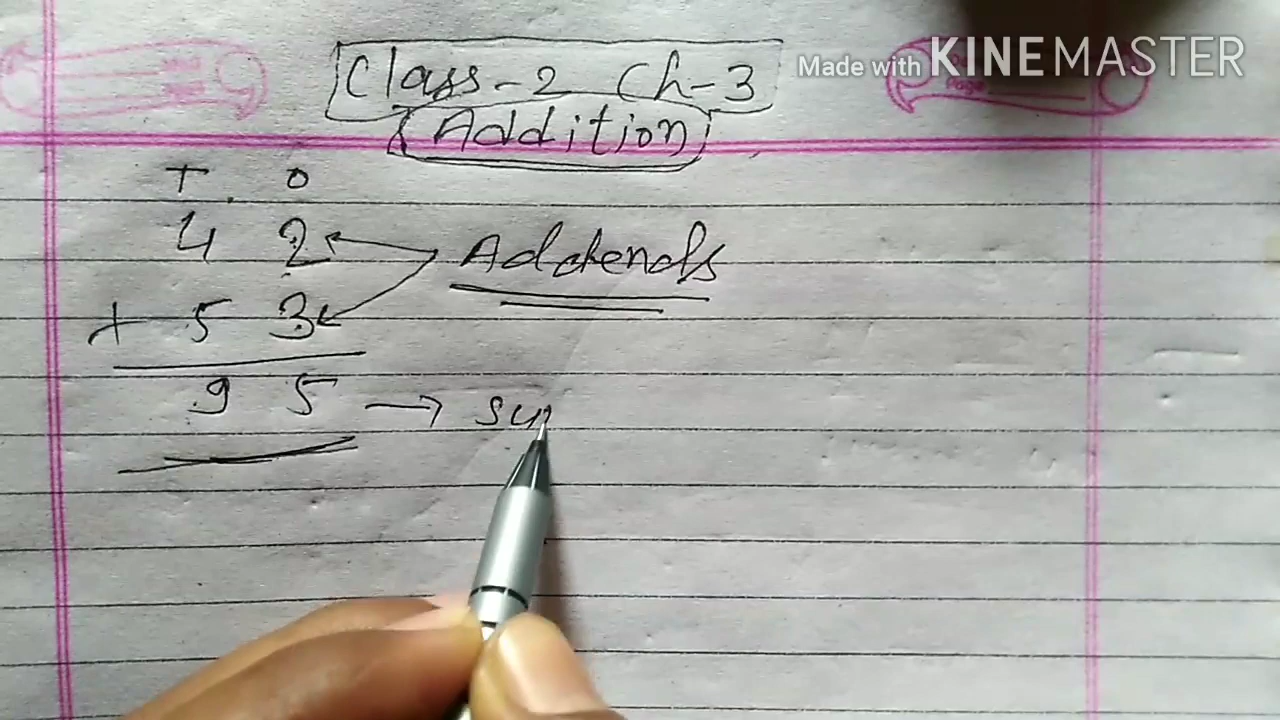 Made with KINEMASTER
Class-2 Ch-3
Addition
T O
4 2
Addends
+ 5 3
9 5 → su